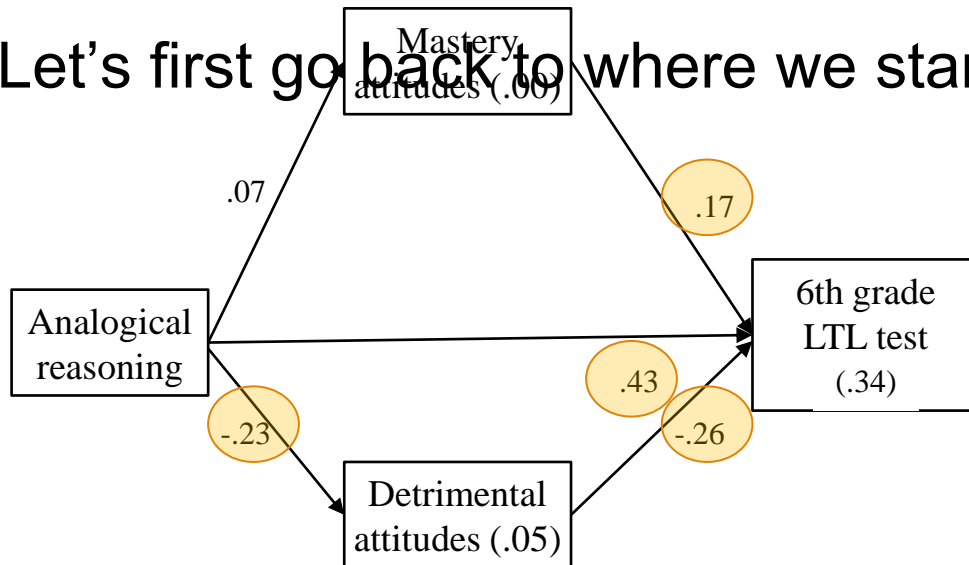 Let’s first go back to where we star
Mastery
attitudes (.00)
.07
.17
Analogical
reasoning
6th grade
LTL test
(.34)
.43
-.23
-.26
Detrimental
attitudes (.05)